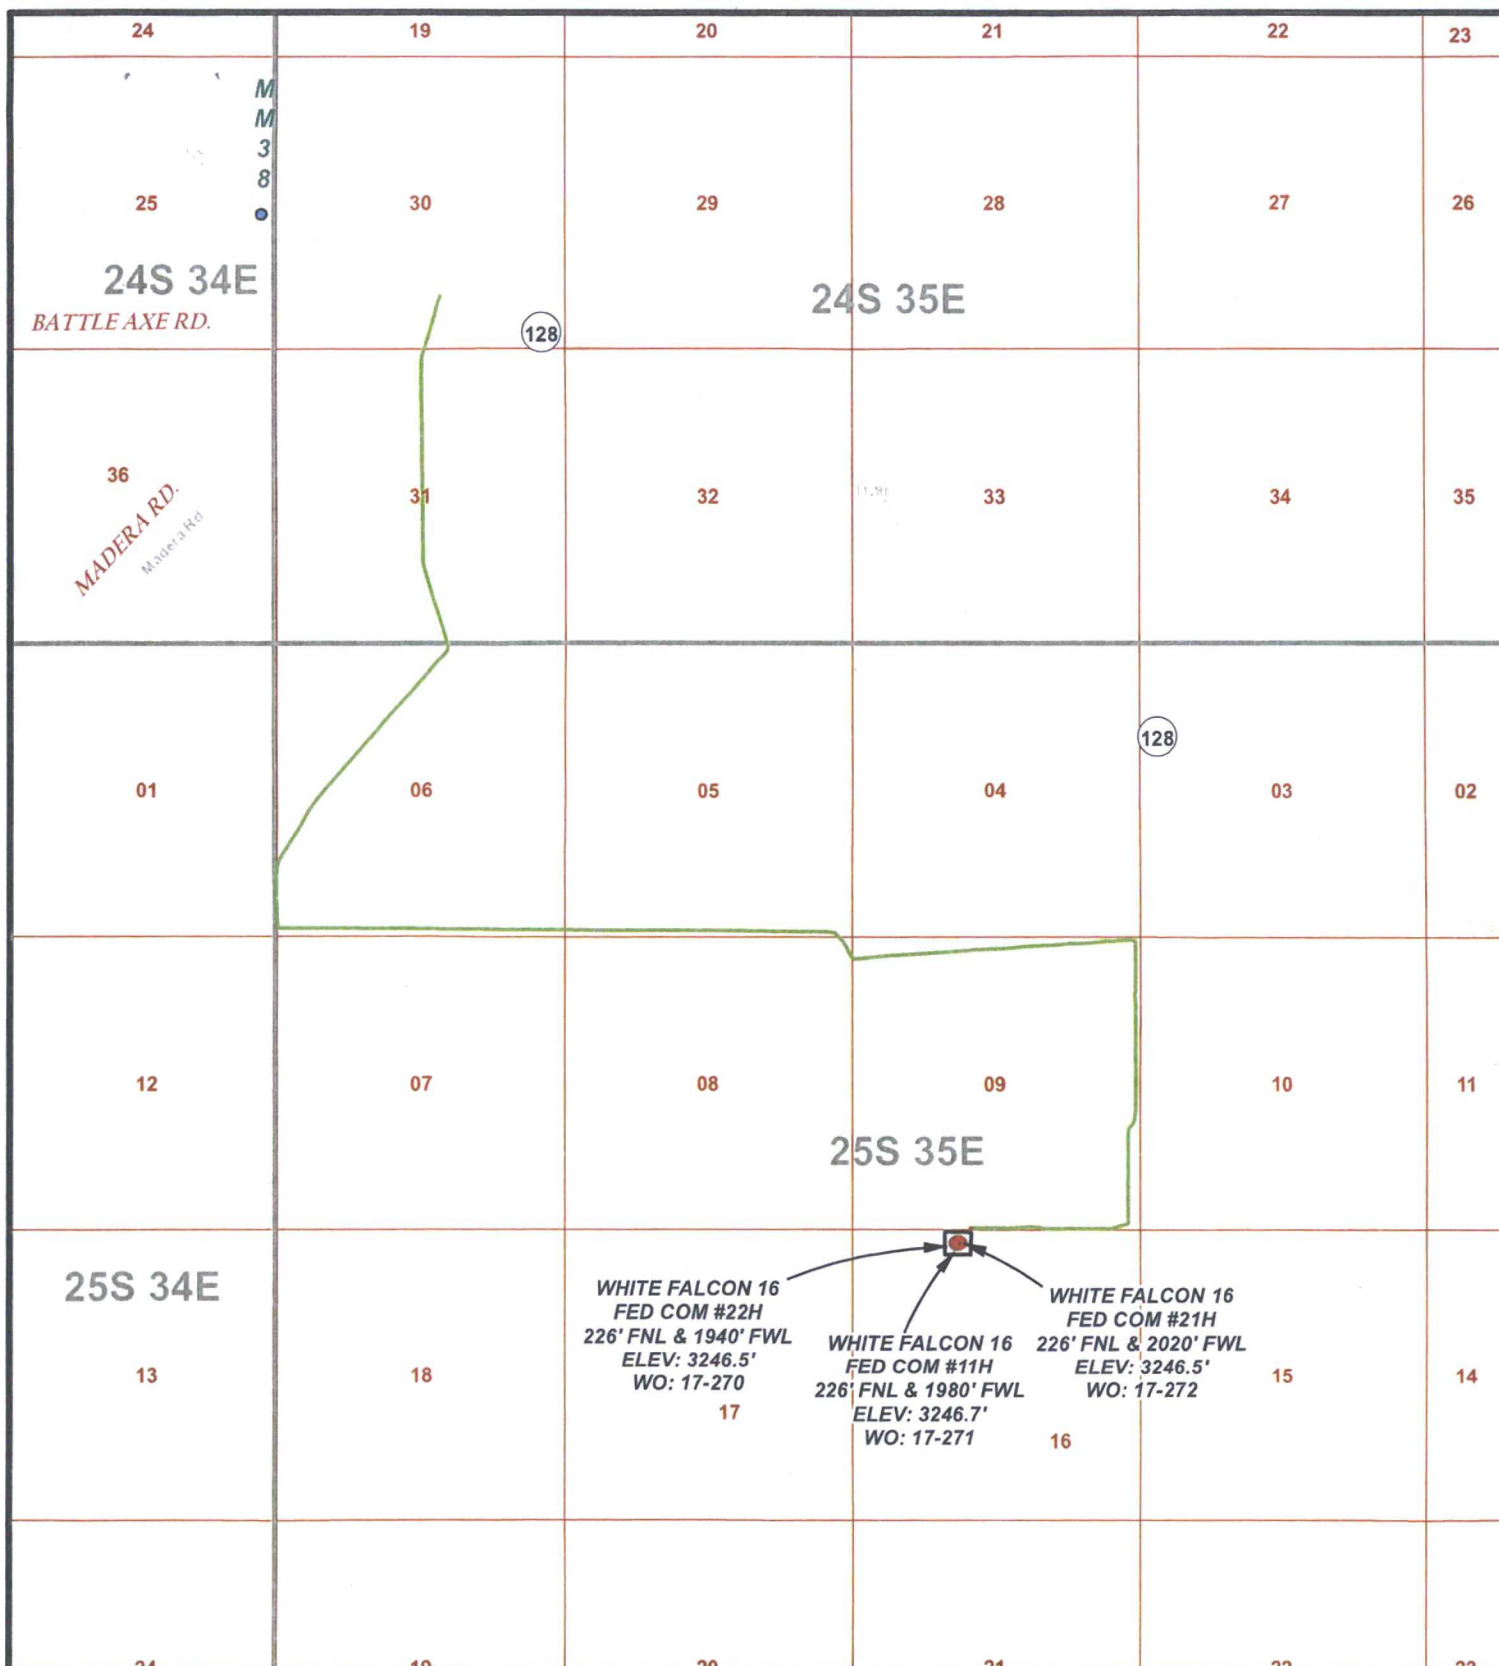 24 19 20 21 22 23
M
M
3
8
25 30 29 28 27 26
24S 34E
24S 35E
BATTLE AXE RD.
128
36
MADERA RD.
Madera Rd
31 32 33 34 35
128
01 06 05 04 03 02
12 07 08 09 10 11
25S 35E
25S 34E
WHITE FALCON 16
FED COM #22H
226' FNL & 1940' FWL
ELEV: 3246.5'
WO: 17-270
WHITE FALCON 16
FED COM #11H
226' FNL & 1980' FWL
ELEV: 3246.7'
WO: 17-271
WHITE FALCON 16
FED COM #21H
226' FNL & 2020' FWL
ELEV: 3246.5'
WO: 17-272
13 18 15 14
17
16